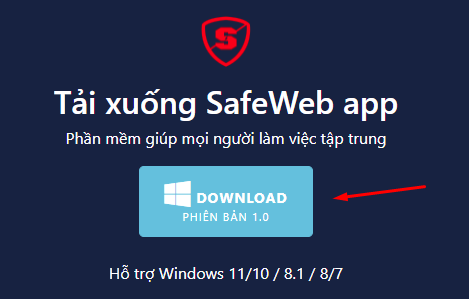 S
Tải xuống SafeWeb app
Phần mềm giúp mọi người làm việc tập trung
DOWNLOAD
PHIÊN BẢN 1.0
Hỗ trợ Windows 11/10 / 8.1 / 8/7